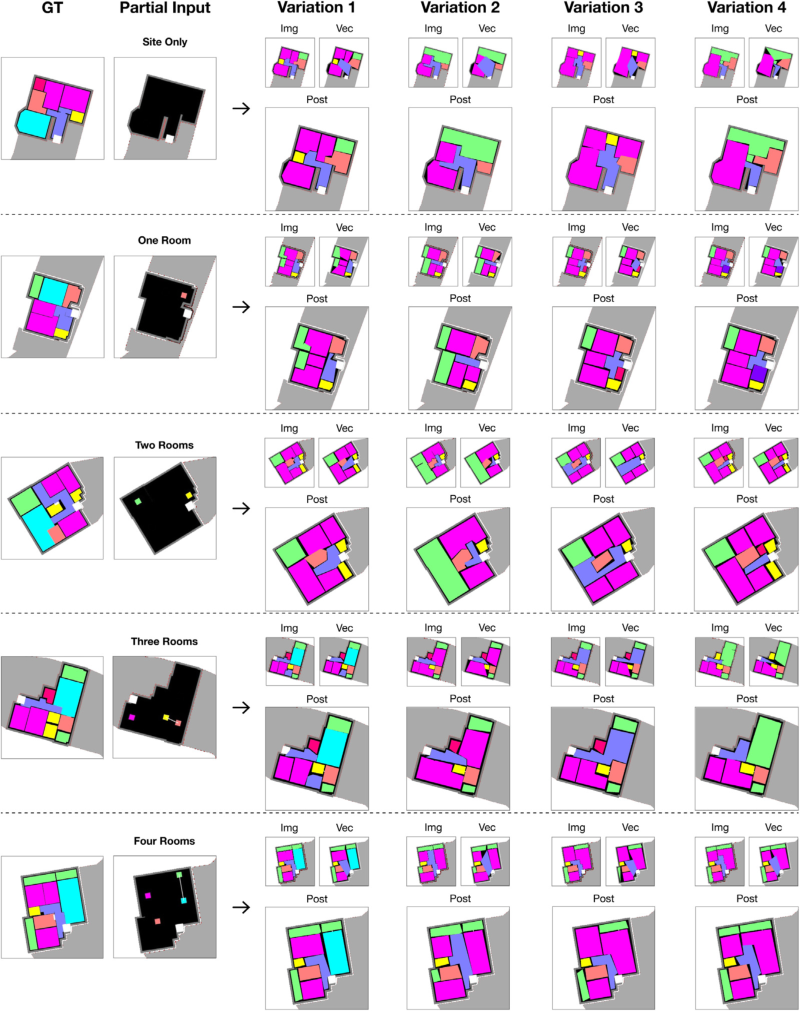 GT Partial Input Variation 1 Variation 2 Variation 3 Variation 4
Img Vec Img Vec Img Vec Img Vec
Site Only
Post Post Post Post
Img Vec Img Vec Img Vec Img Vec
One Room
Post Post Post Post
Img Vec Img Vec Img Vec Img Vec
Two Rooms
Post Post Post Post
Img Vec Img Vec Img Vec Img Vec
Three Rooms
Post Post Post Post
Img Vec Img Vec Img Vec Img Vec
Four Rooms
Post Post Post Post